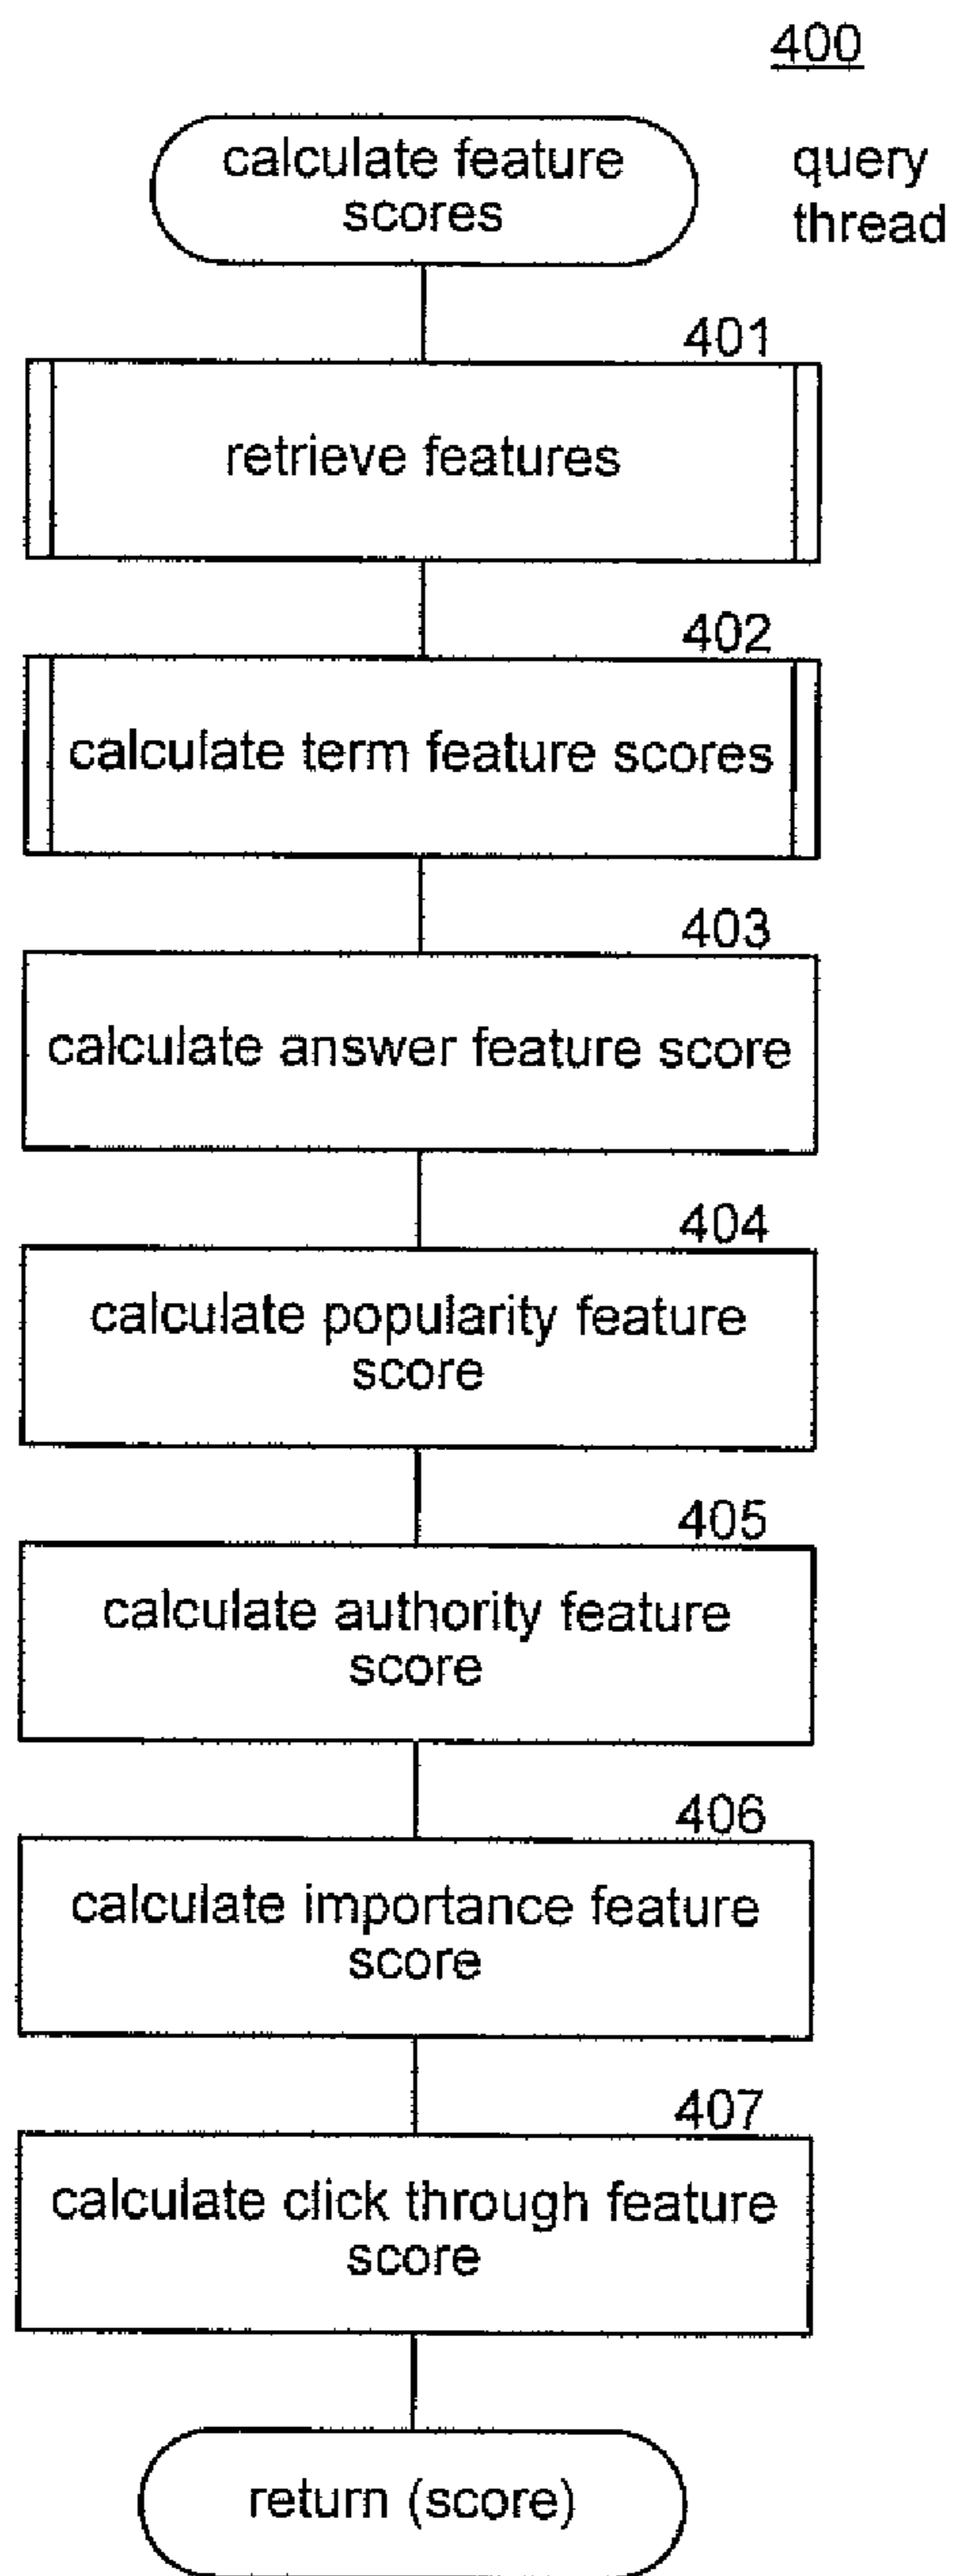 400
calculate feature
scores
query
thread
401
retrieve features
402
calculate term feature scores
403
calculate answer feature score
404
calculate popularity feature
score
405
calculate authority feature
score
406
calculate importance feature
score
407
calculate click through feature
score
return (score)